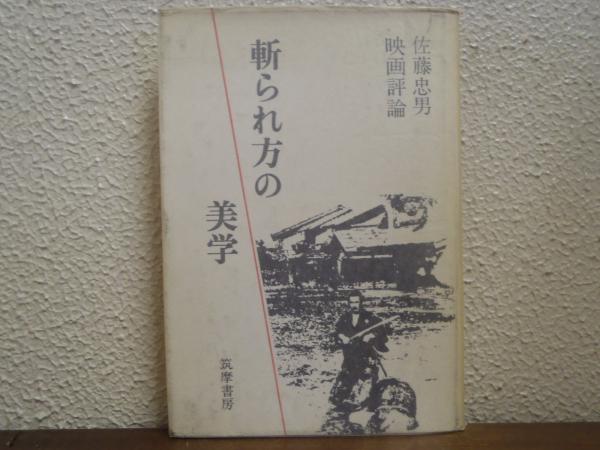 佐藤忠男
映画評論
斬られ方の
美学
筑摩書房